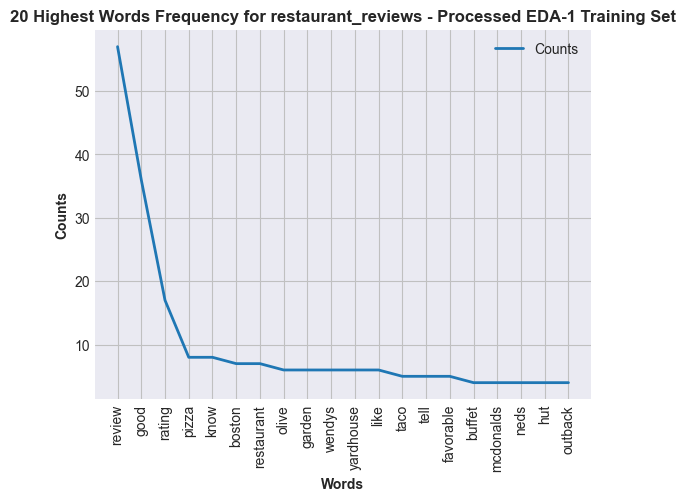 20 Highest Words Frequency for restaurant_reviews - Processed EDA-1 Training Set
Counts
Counts
50
40
30
20
10
review
good
rating
pizza
know
boston
restaurant
olive
garden
wendys
yardhouse
like
taco
tell
favorable
buffet
mcdonalds
neds
hut
outback
Words